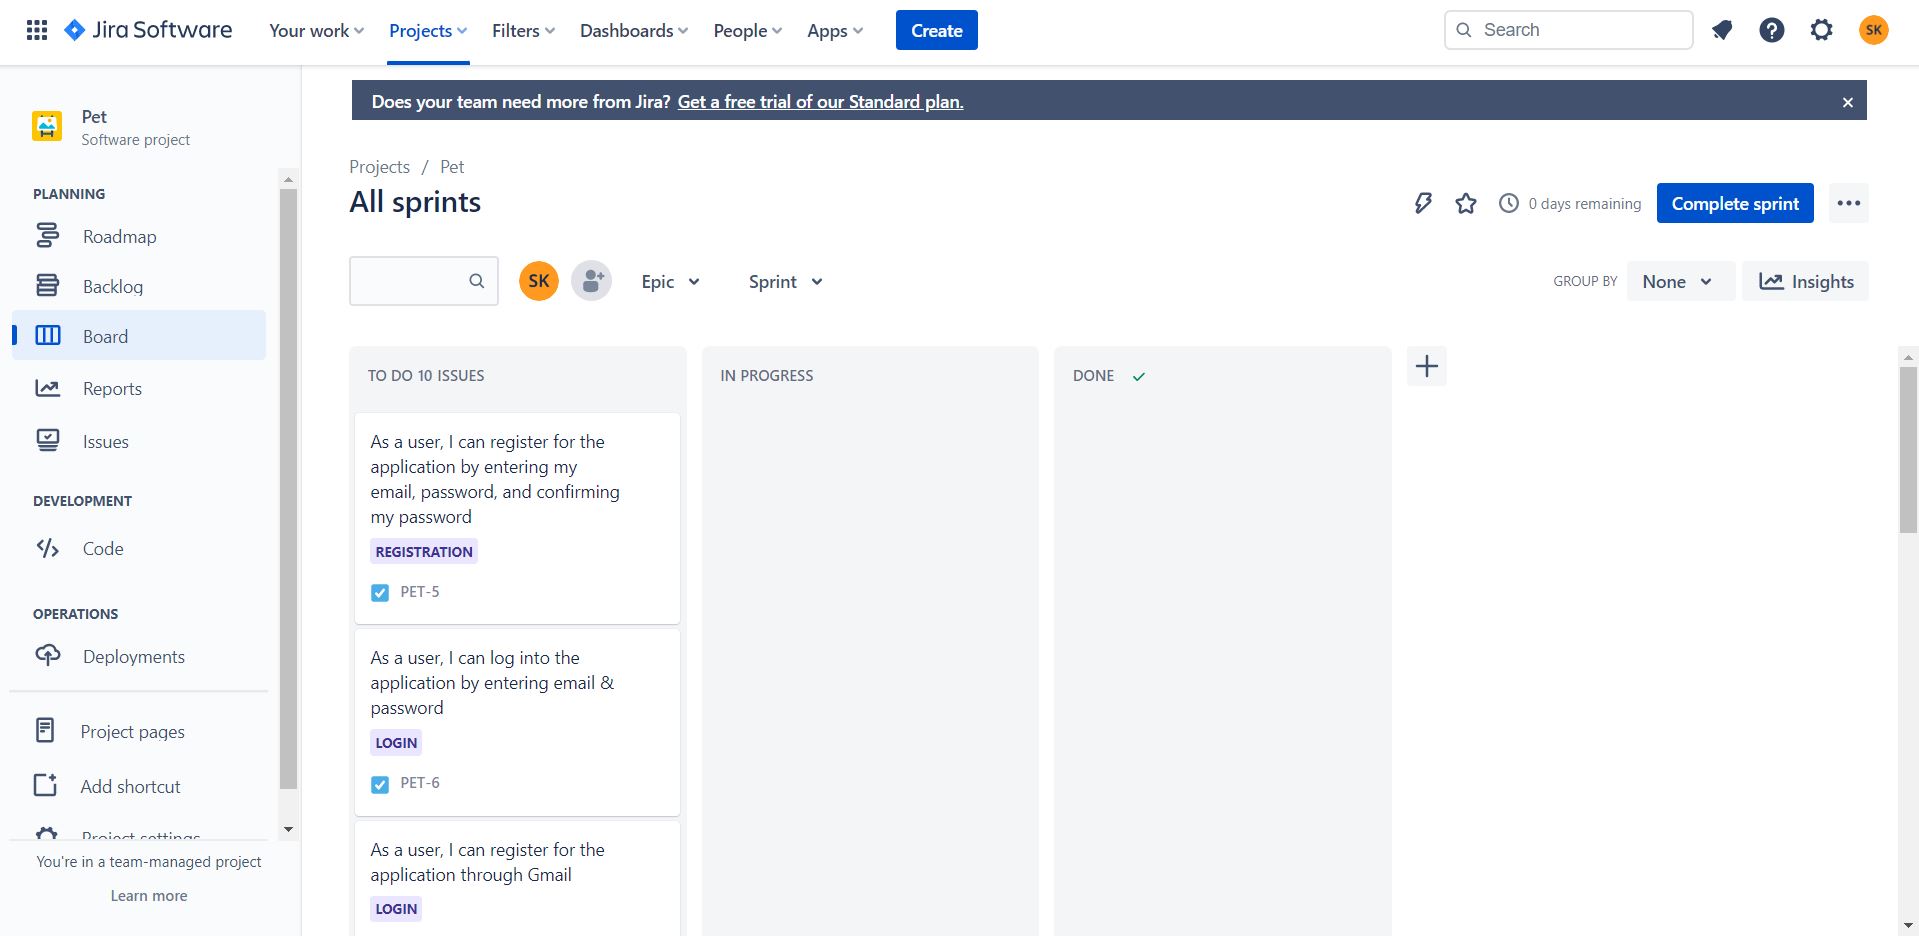 Jira Software
Your work
Projects
Filters
Dashboards
People
Apps
Create
Search
SK
Pet
Software project
PLANNING
Roadmap
Backlog
Board
Reports
Issues
DEVELOPMENT
Code
OPERATIONS
Deployments
Project pages
Add shortcut
Project settings
You're in a team-managed project
Learn more
Does your team need more from Jira? Get a free trial of our Standard plan.
Projects / Pet
All sprints
0 days remaining
Complete sprint
SK
Epic
Sprint
GROUP BY
None
Insights
TO DO 10 ISSUES
As a user, I can register for the
application by entering my
email, password, and confirming
my password
REGISTRATION
PET-5
As a user, I can log into the
application by entering email &
password
LOGIN
PET-6
As a user, I can register for the
application through Gmail
LOGIN
IN PROGRESS
DONE